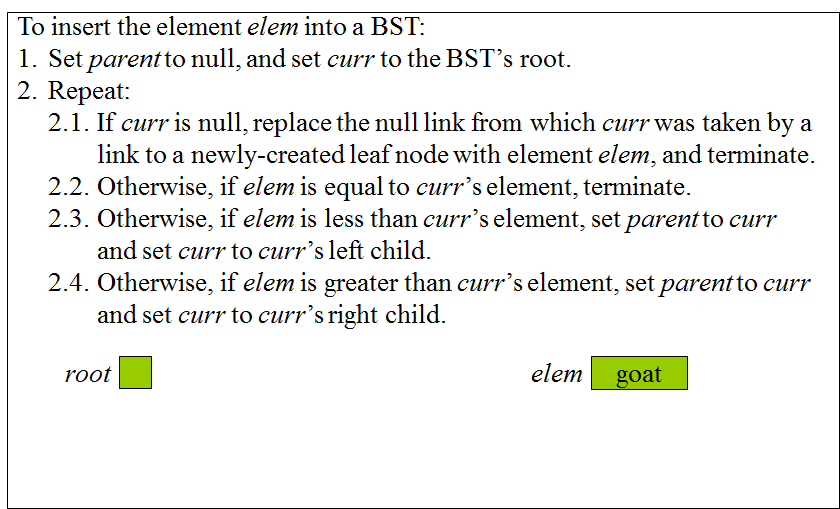 To insert the element elem into a BST:
1. Set parent to null, and set curr to the BST’s root.
2. Repeat:
2.1. If curr is null, replace the null link from which curr was taken by a
link to a newly-created leaf node with element elem, and terminate.
2.2. Otherwise, if elem is equal to curr’s element, terminate.
2.3. Otherwise, if elem is less than curr’s element, set parent to curr
and set curr to curr’s left child.
2.4. Otherwise, if elem is greater than curr’s element, set parent to curr
and set curr to curr’s right child.
root elem goat